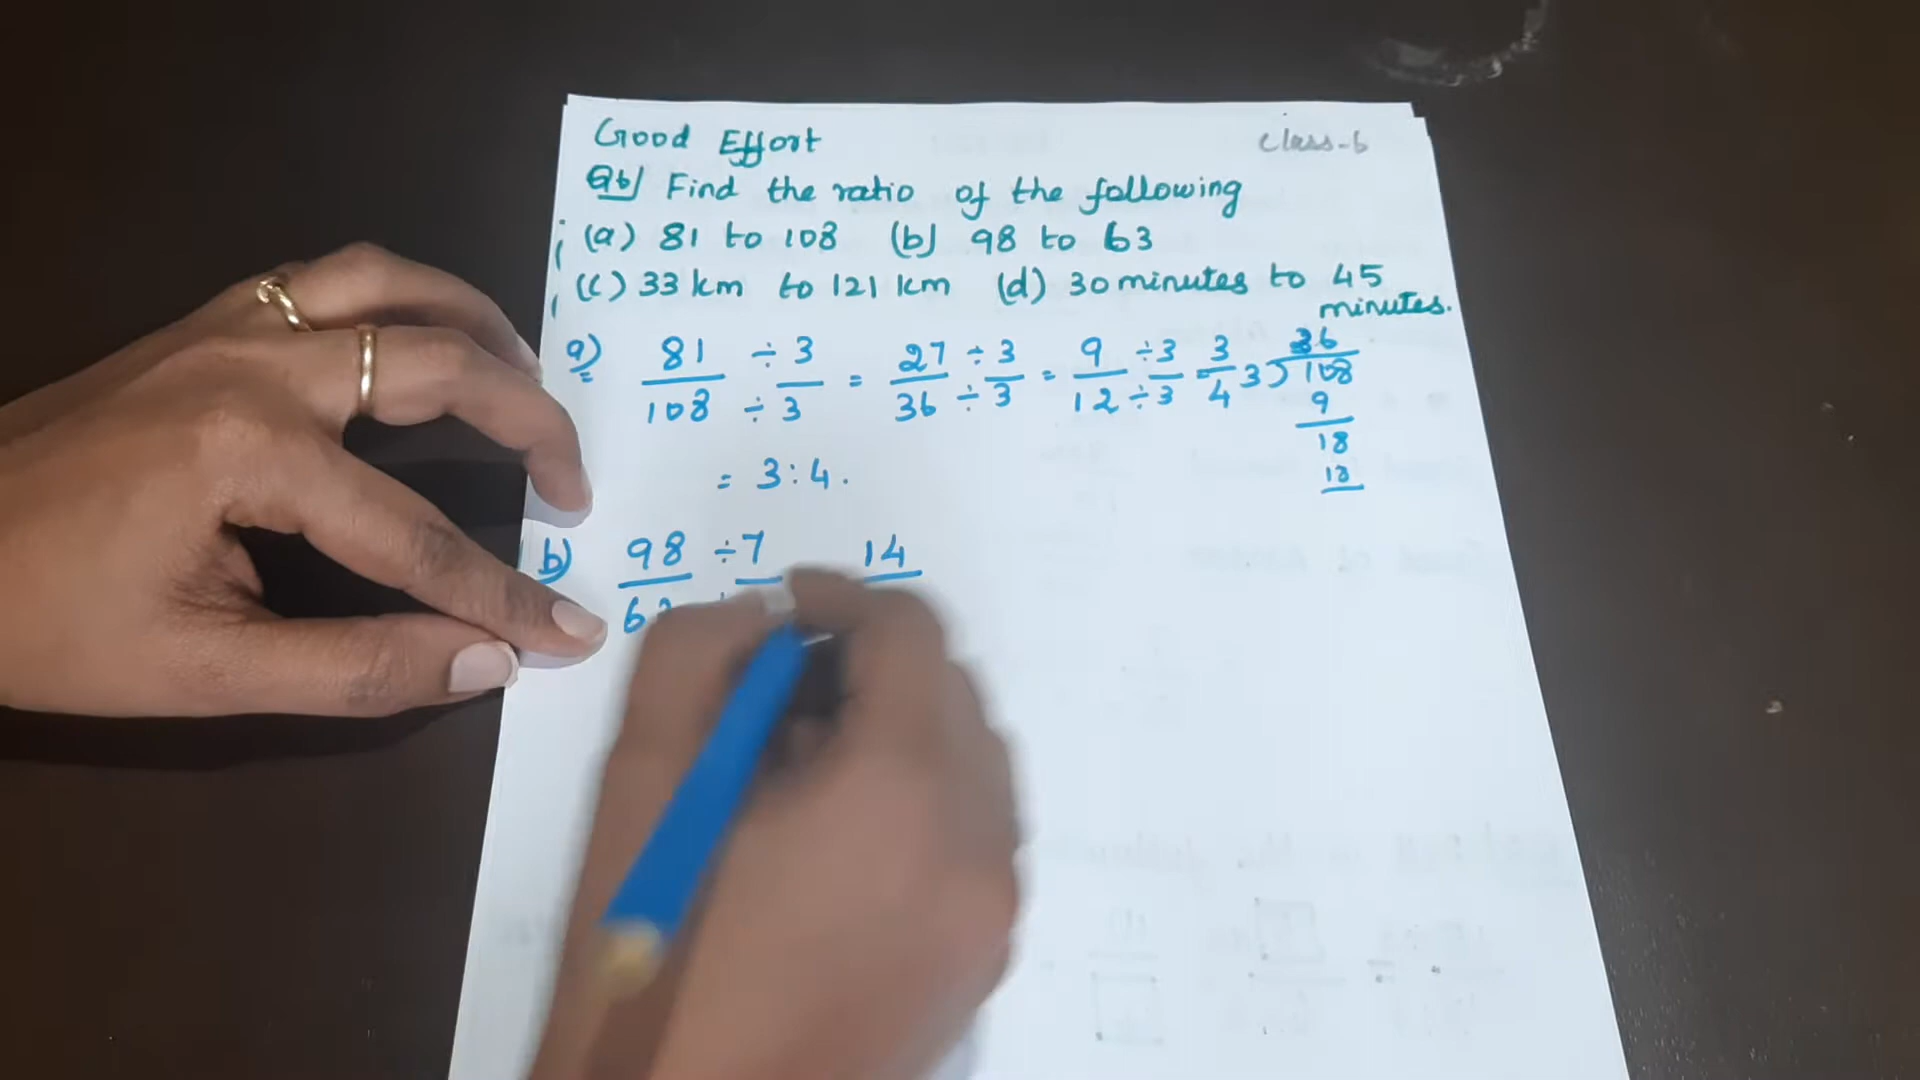 Good Effort
class-6
Q6/ Find the ratio of the following
(a) 81 to 108 (b) 98 to 63
(c) 33 km to 121 km (d) 30 minutes to 45
minutes.
a) 81/108 ÷ 3/÷ 3 = 27/36 ÷ 3/÷ 3 = 9/12 ÷3/÷3 = 3/4
36
3) 108
9
18
18
= 3:4.
b) 98 ÷7 14
63